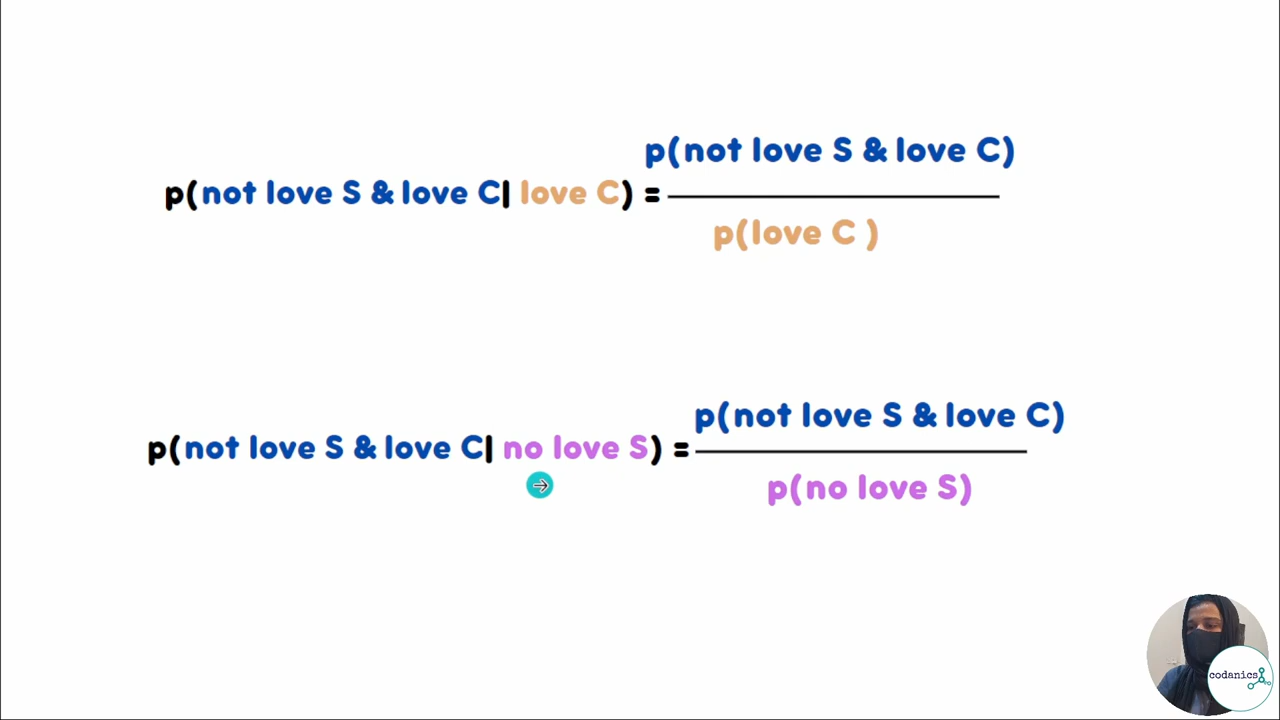 p(not love S & love C)
p(not love S & love C| love C) =
p(love C )
p(not love S & love C)
p(not love S & love C| no love S) =
p(no love S)
codanics